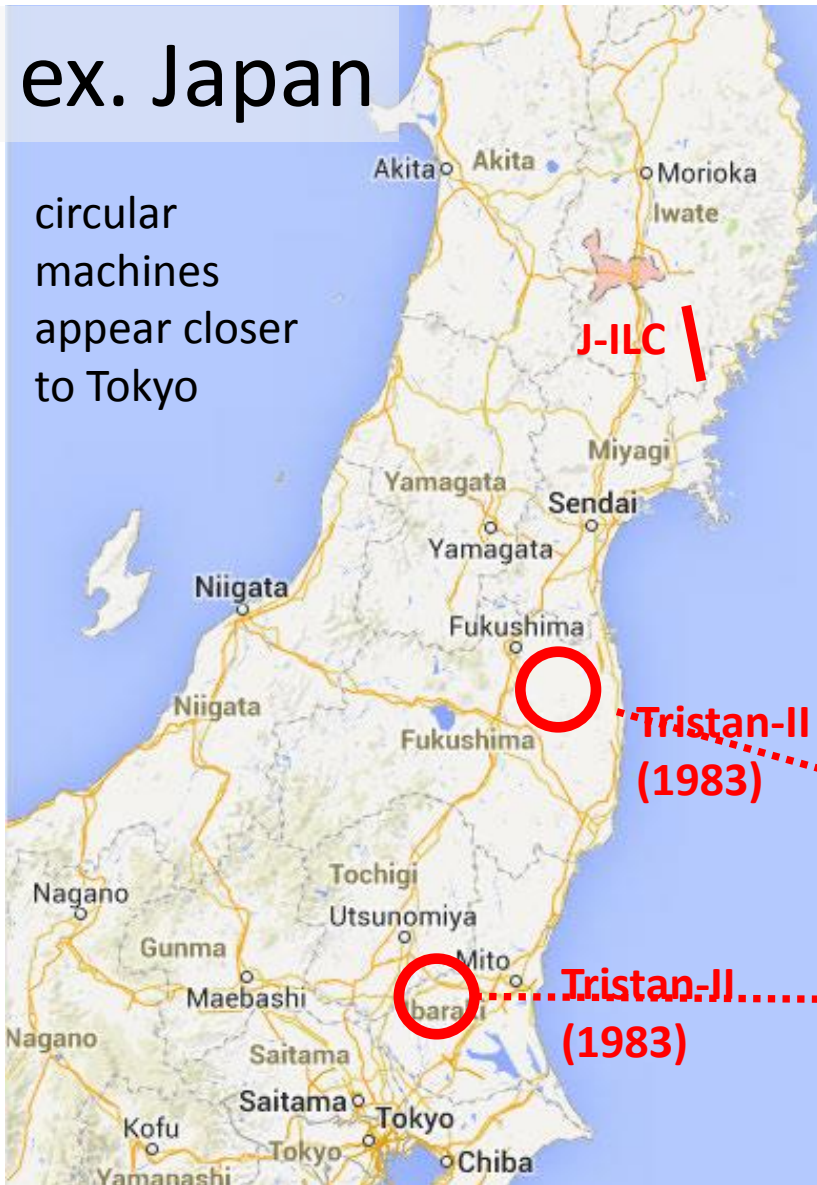 ex. Japan
circular
machines
appear closer
to Tokyo
Akita
Akita
Morioka
Iwate
J-ILC
Miyagi
Yamagata
Sendai
Yamagata
Niigata
Fukushima
Niigata
Fukushima
Tristan-II
(1983)
Tochigi
Nagano
Utsunomiya
Gunma
Mito
Maebashi
Ibaraki
Tristan-II
(1983)
Nagano
Saitama
Saitama
Tokyo
Kofu
Tokyo
Chiba
Yamanashi